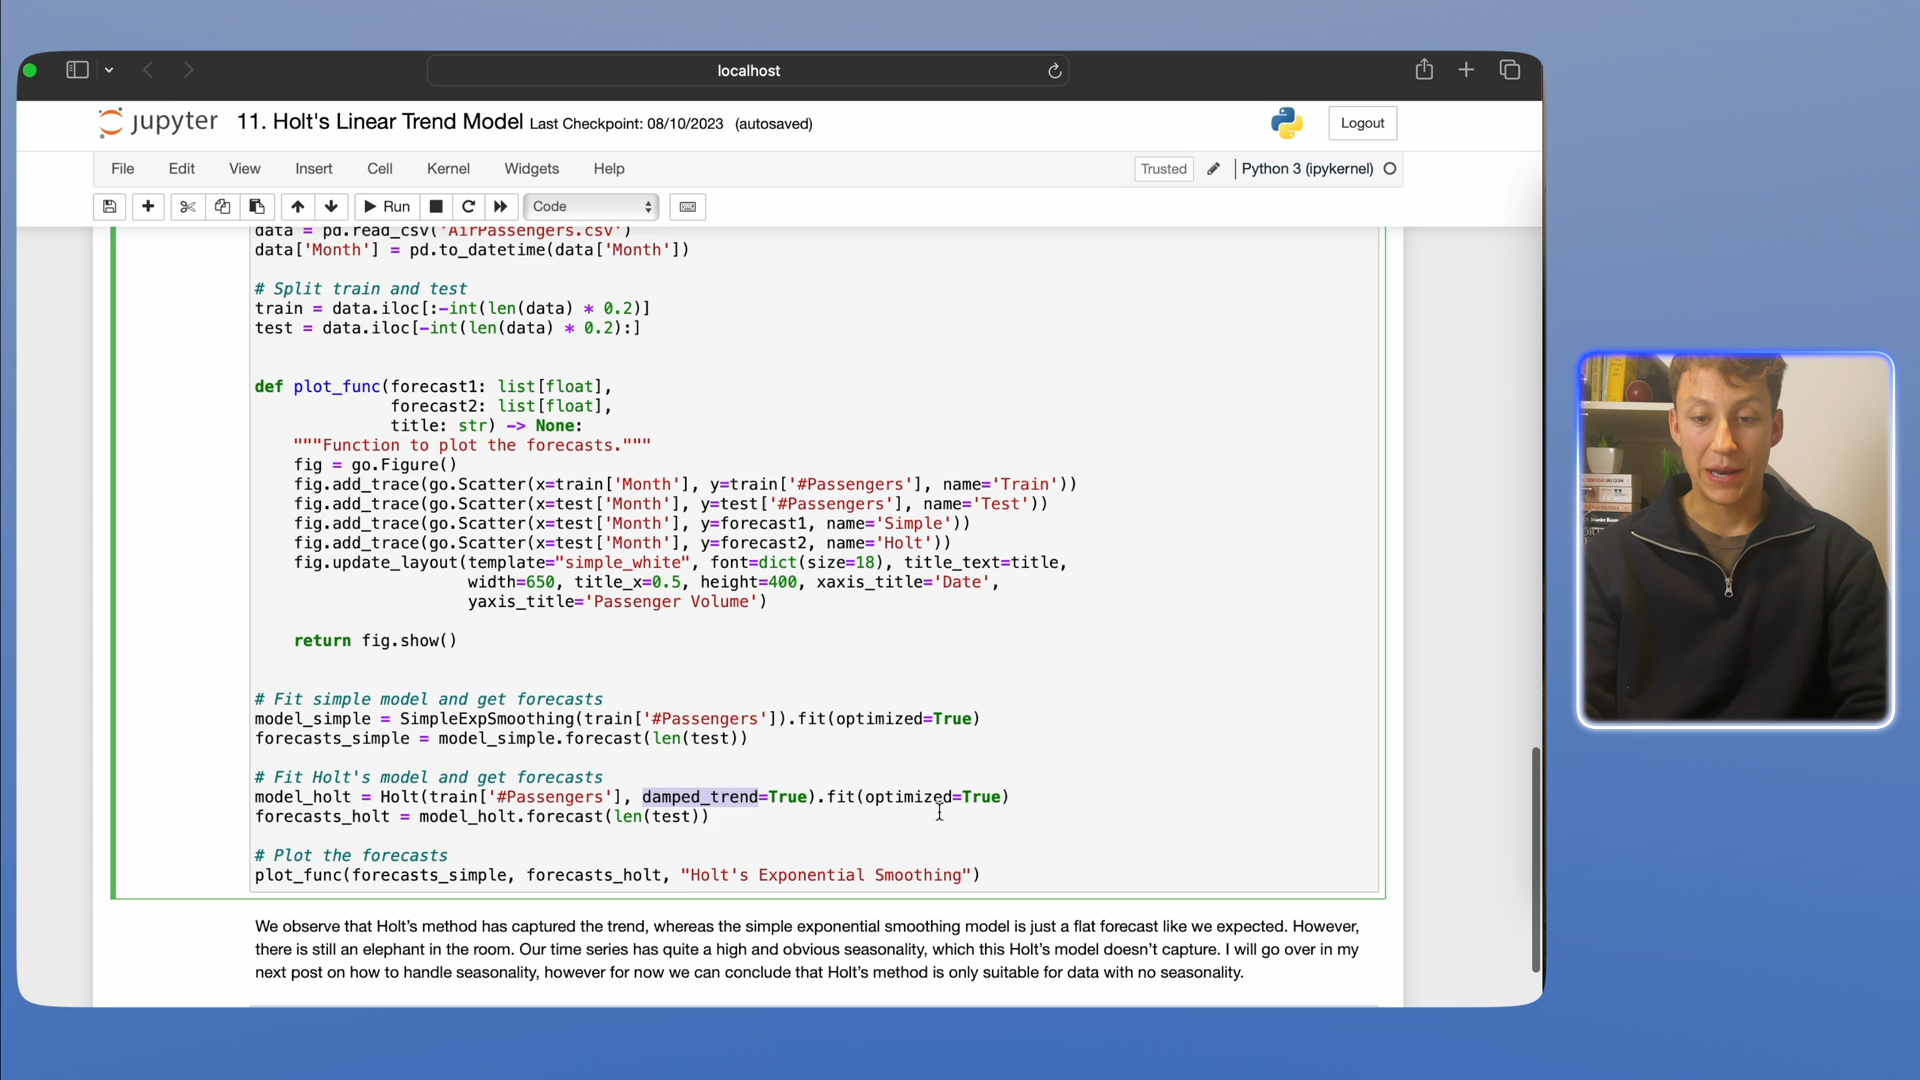 localhost
jupyter 11. Holt's Linear Trend Model Last Checkpoint: 08/10/2023 (autosaved)
Logout
File Edit View Insert Cell Kernel Widgets Help
Trusted
Python 3 (ipykernel)
Run
Code
data = pd.read_csv('AirPassengers.csv')
data['Month'] = pd.to_datetime(data['Month'])
# Split train and test
train = data.iloc[:-int(len(data) * 0.2)]
test = data.iloc[-int(len(data) * 0.2):]
def plot_func(forecast1: list[float],
forecast2: list[float],
title: str) -> None:
"""Function to plot the forecasts."""
fig = go.Figure()
fig.add_trace(go.Scatter(x=train['Month'], y=train['#Passengers'], name='Train'))
fig.add_trace(go.Scatter(x=test['Month'], y=test['#Passengers'], name='Test'))
fig.add_trace(go.Scatter(x=test['Month'], y=forecast1, name='Simple'))
fig.add_trace(go.Scatter(x=test['Month'], y=forecast2, name='Holt'))
fig.update_layout(template="simple_white", font=dict(size=18), title_text=title,
width=650, title_x=0.5, height=400, xaxis_title='Date',
yaxis_title='Passenger Volume')
return fig.show()
# Fit simple model and get forecasts
model_simple = SimpleExpSmoothing(train['#Passengers']).fit(optimized=True)
forecasts_simple = model_simple.forecast(len(test))
# Fit Holt's model and get forecasts
model_holt = Holt(train['#Passengers'], damped_trend=True).fit(optimized=True)
forecasts_holt = model_holt.forecast(len(test))
# Plot the forecasts
plot_func(forecasts_simple, forecasts_holt, "Holt's Exponential Smoothing")
We observe that Holt's method has captured the trend, whereas the simple exponential smoothing model is just a flat forecast like we expected. However,
there is still an elephant in the room. Our time series has quite a high and obvious seasonality, which this Holt's model doesn't capture. I will go over in my
next post on how to handle seasonality, however for now we can conclude that Holt's method is only suitable for data with no seasonality.